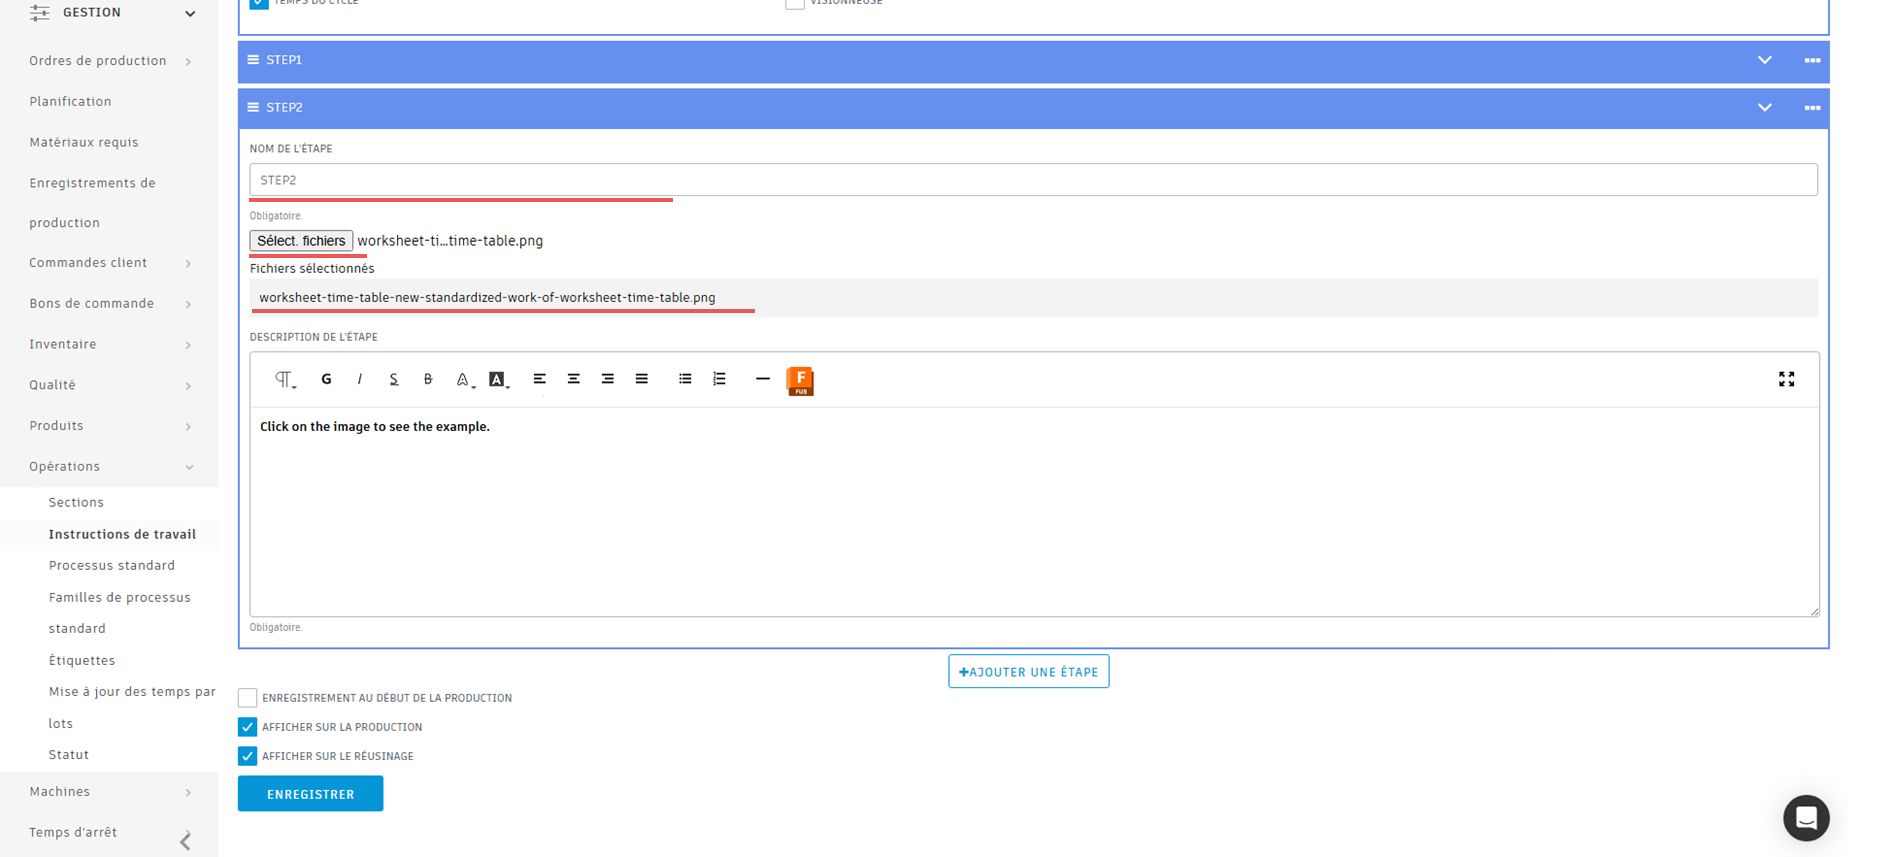 GESTION
TEMPS DU CYCLE
VISIONNEUSE
Ordres de production
Planification
Matériaux requis
Enregistrements de
production
Commandes client
Bons de commande
Inventaire
Qualité
Produits
Opérations
Sections
Instructions de travail
Processus standard
Familles de processus
standard
Étiquettes
Mise à jour des temps par
lots
Statut
Machines
Temps d'arrêt
STEP1
STEP2
NOM DE L'ÉTAPE
STEP2
Obligatoire.
Sélect. fichiers worksheet-ti...time-table.png
Fichiers sélectionnés
worksheet-time-table-new-standardized-work-of-worksheet-time-table.png
DESCRIPTION DE L'ÉTAPE
G I S B A A F FUS
Click on the image to see the example.
Obligatoire.
+AJOUTER UNE ÉTAPE
ENREGISTREMENT AU DÉBUT DE LA PRODUCTION
AFFICHER SUR LA PRODUCTION
AFFICHER SUR LE RÉUSINAGE
ENREGISTRER